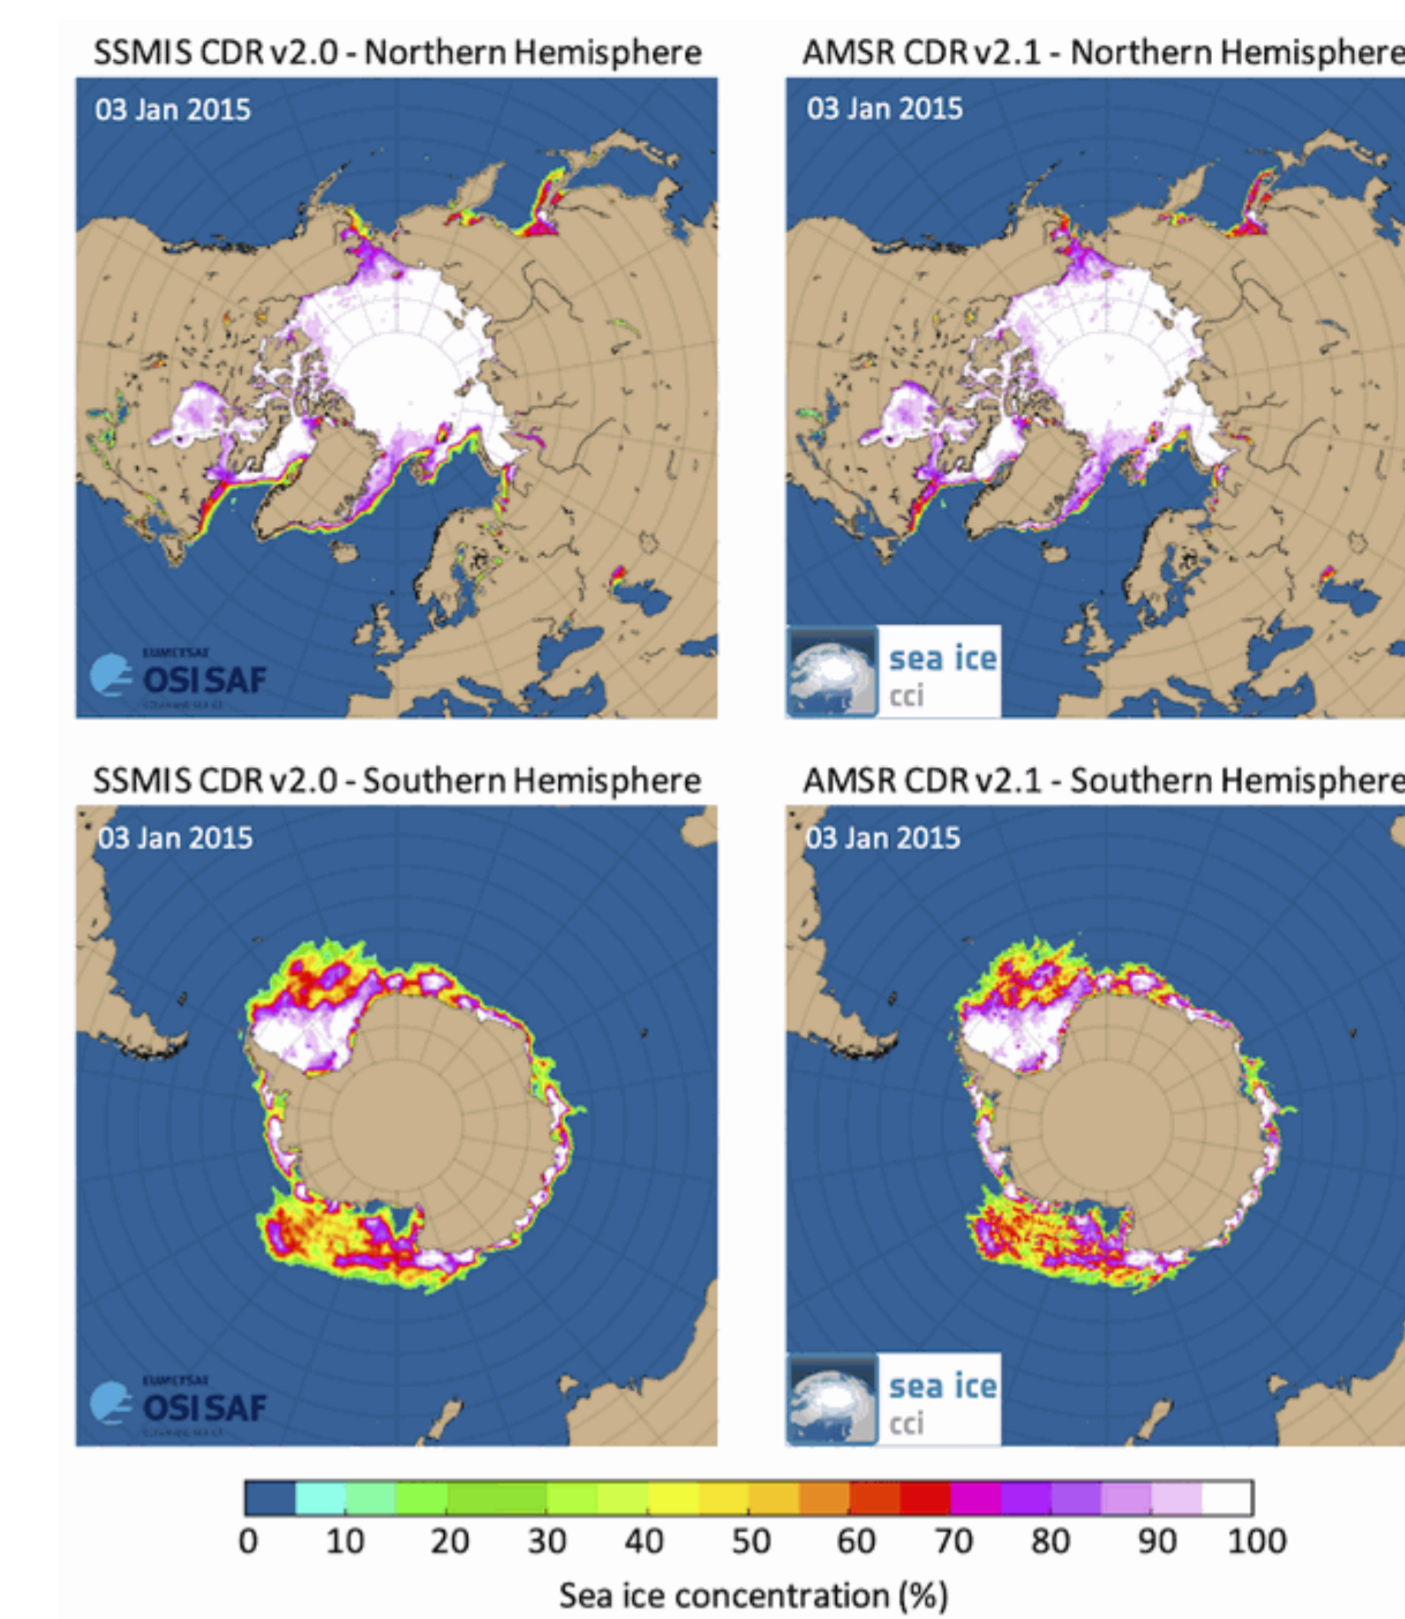 SSMIS CDR v2.0 - Northern Hemisphere
AMSR CDR v2.1 - Northern Hemisphere
03 Jan 2015
03 Jan 2015
EUMETSAT
OSI SAF
sea ice
cci
SSMIS CDR v2.0 - Southern Hemisphere
AMSR CDR v2.1 - Southern Hemisphere
03 Jan 2015
03 Jan 2015
EUMETSAT
OSI SAF
sea ice
cci
0 10 20 30 40 50 60 70 80 90 100
Sea ice concentration (%)